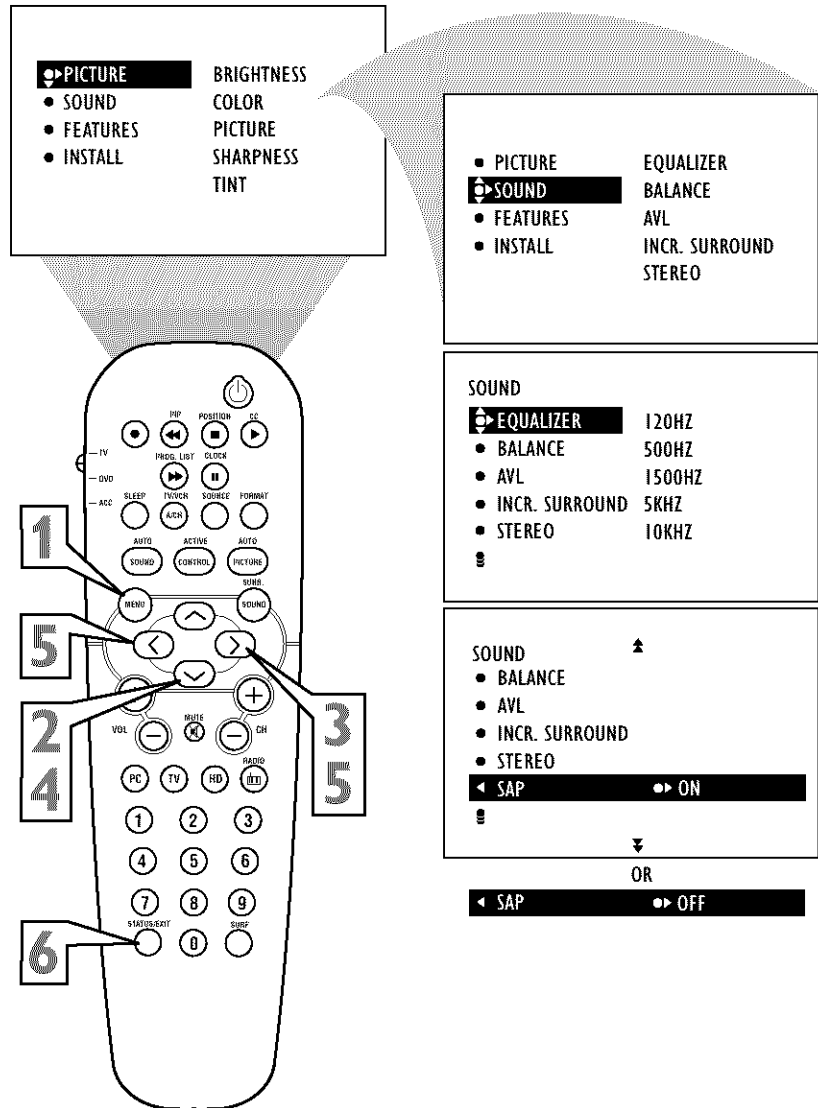 PICTURE BRIGHTNESS
SOUND COLOR
FEATURES PICTURE
INSTALL SHARPNESS
TINT
PICTURE EQUALIZER
SOUND BALANCE
FEATURES AVL
INSTALL INCR. SURROUND
STEREO
SOUND
EQUALIZER 120HZ
BALANCE 500HZ
AVL 1500HZ
INCR. SURROUND 5KHZ
STEREO 10KHZ
SOUND
BALANCE
AVL
INCR. SURROUND
STEREO
SAP ON
OR
SAP OFF
PIP POSITION CC
TV
PROG. LIST CLOCK
DVD
ACC
SLEEP TV/VCR SOURCE FORMAT
A/CH
AUTO ACTIVE AUTO
SOUND CONTROL PICTURE
SURR.
MENU SOUND
1
5
2
4
3
5
VOL MUTE CH
RADIO
PC TV HD
1 2 3
4 5 6
7 8 9
STATUS/EXIT SURF
0
6